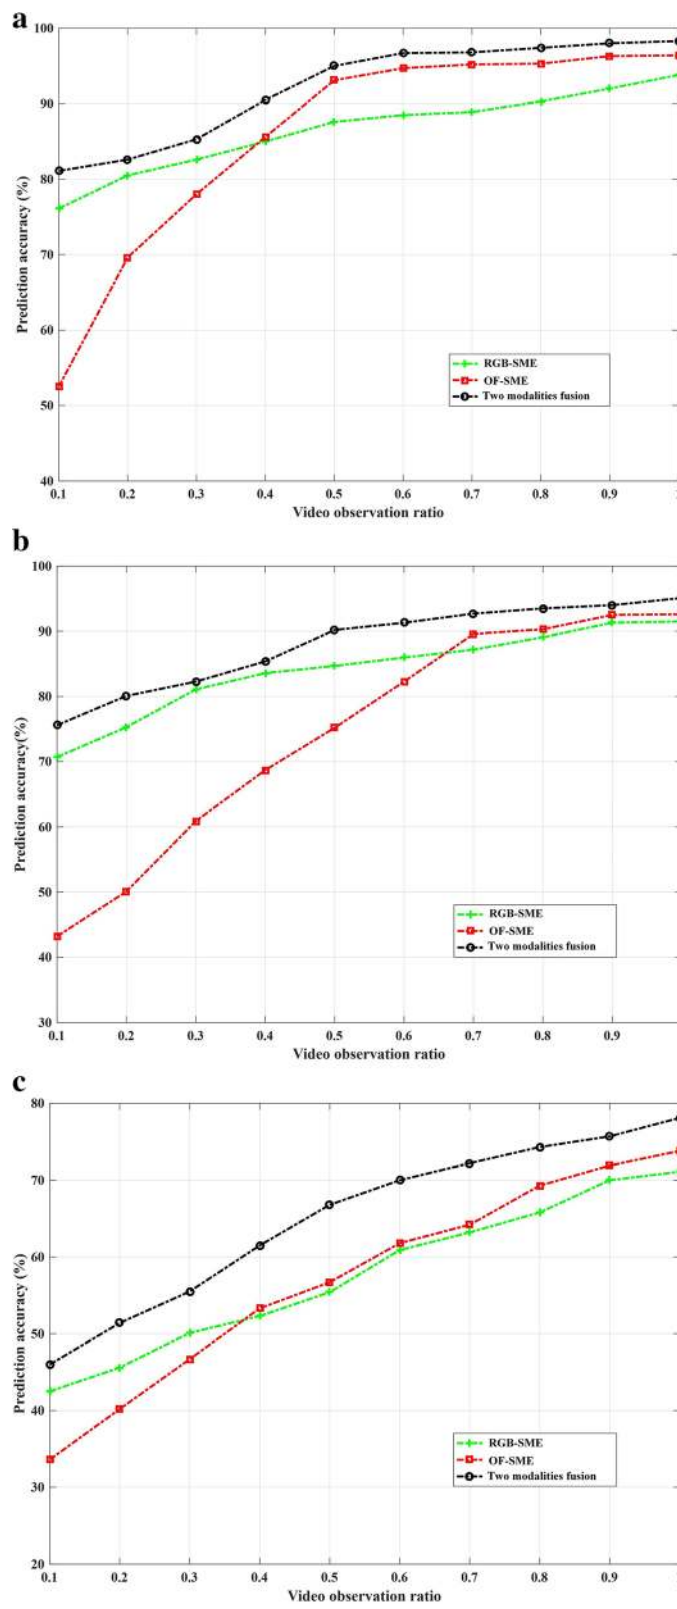 a
100
90
80
70
60
50
40
Prediction accuracy (%)
RGB-SME
OF-SME
Two modalities fusion
0.1 0.2 0.3 0.4 0.5 0.6 0.7 0.8 0.9
Video observation ratio
b
100
90
80
70
60
50
40
30
Prediction accuracy(%)
RGB-SME
OF-SME
Two modalities fusion
0.1 0.2 0.3 0.4 0.5 0.6 0.7 0.8 0.9
Video observation ratio
c
80
70
60
50
40
30
20
Prediction accuracy (%)
RGB-SME
OF-SME
Two modalities fusion
0.1 0.2 0.3 0.4 0.5 0.6 0.7 0.8 0.9
Video observation ratio